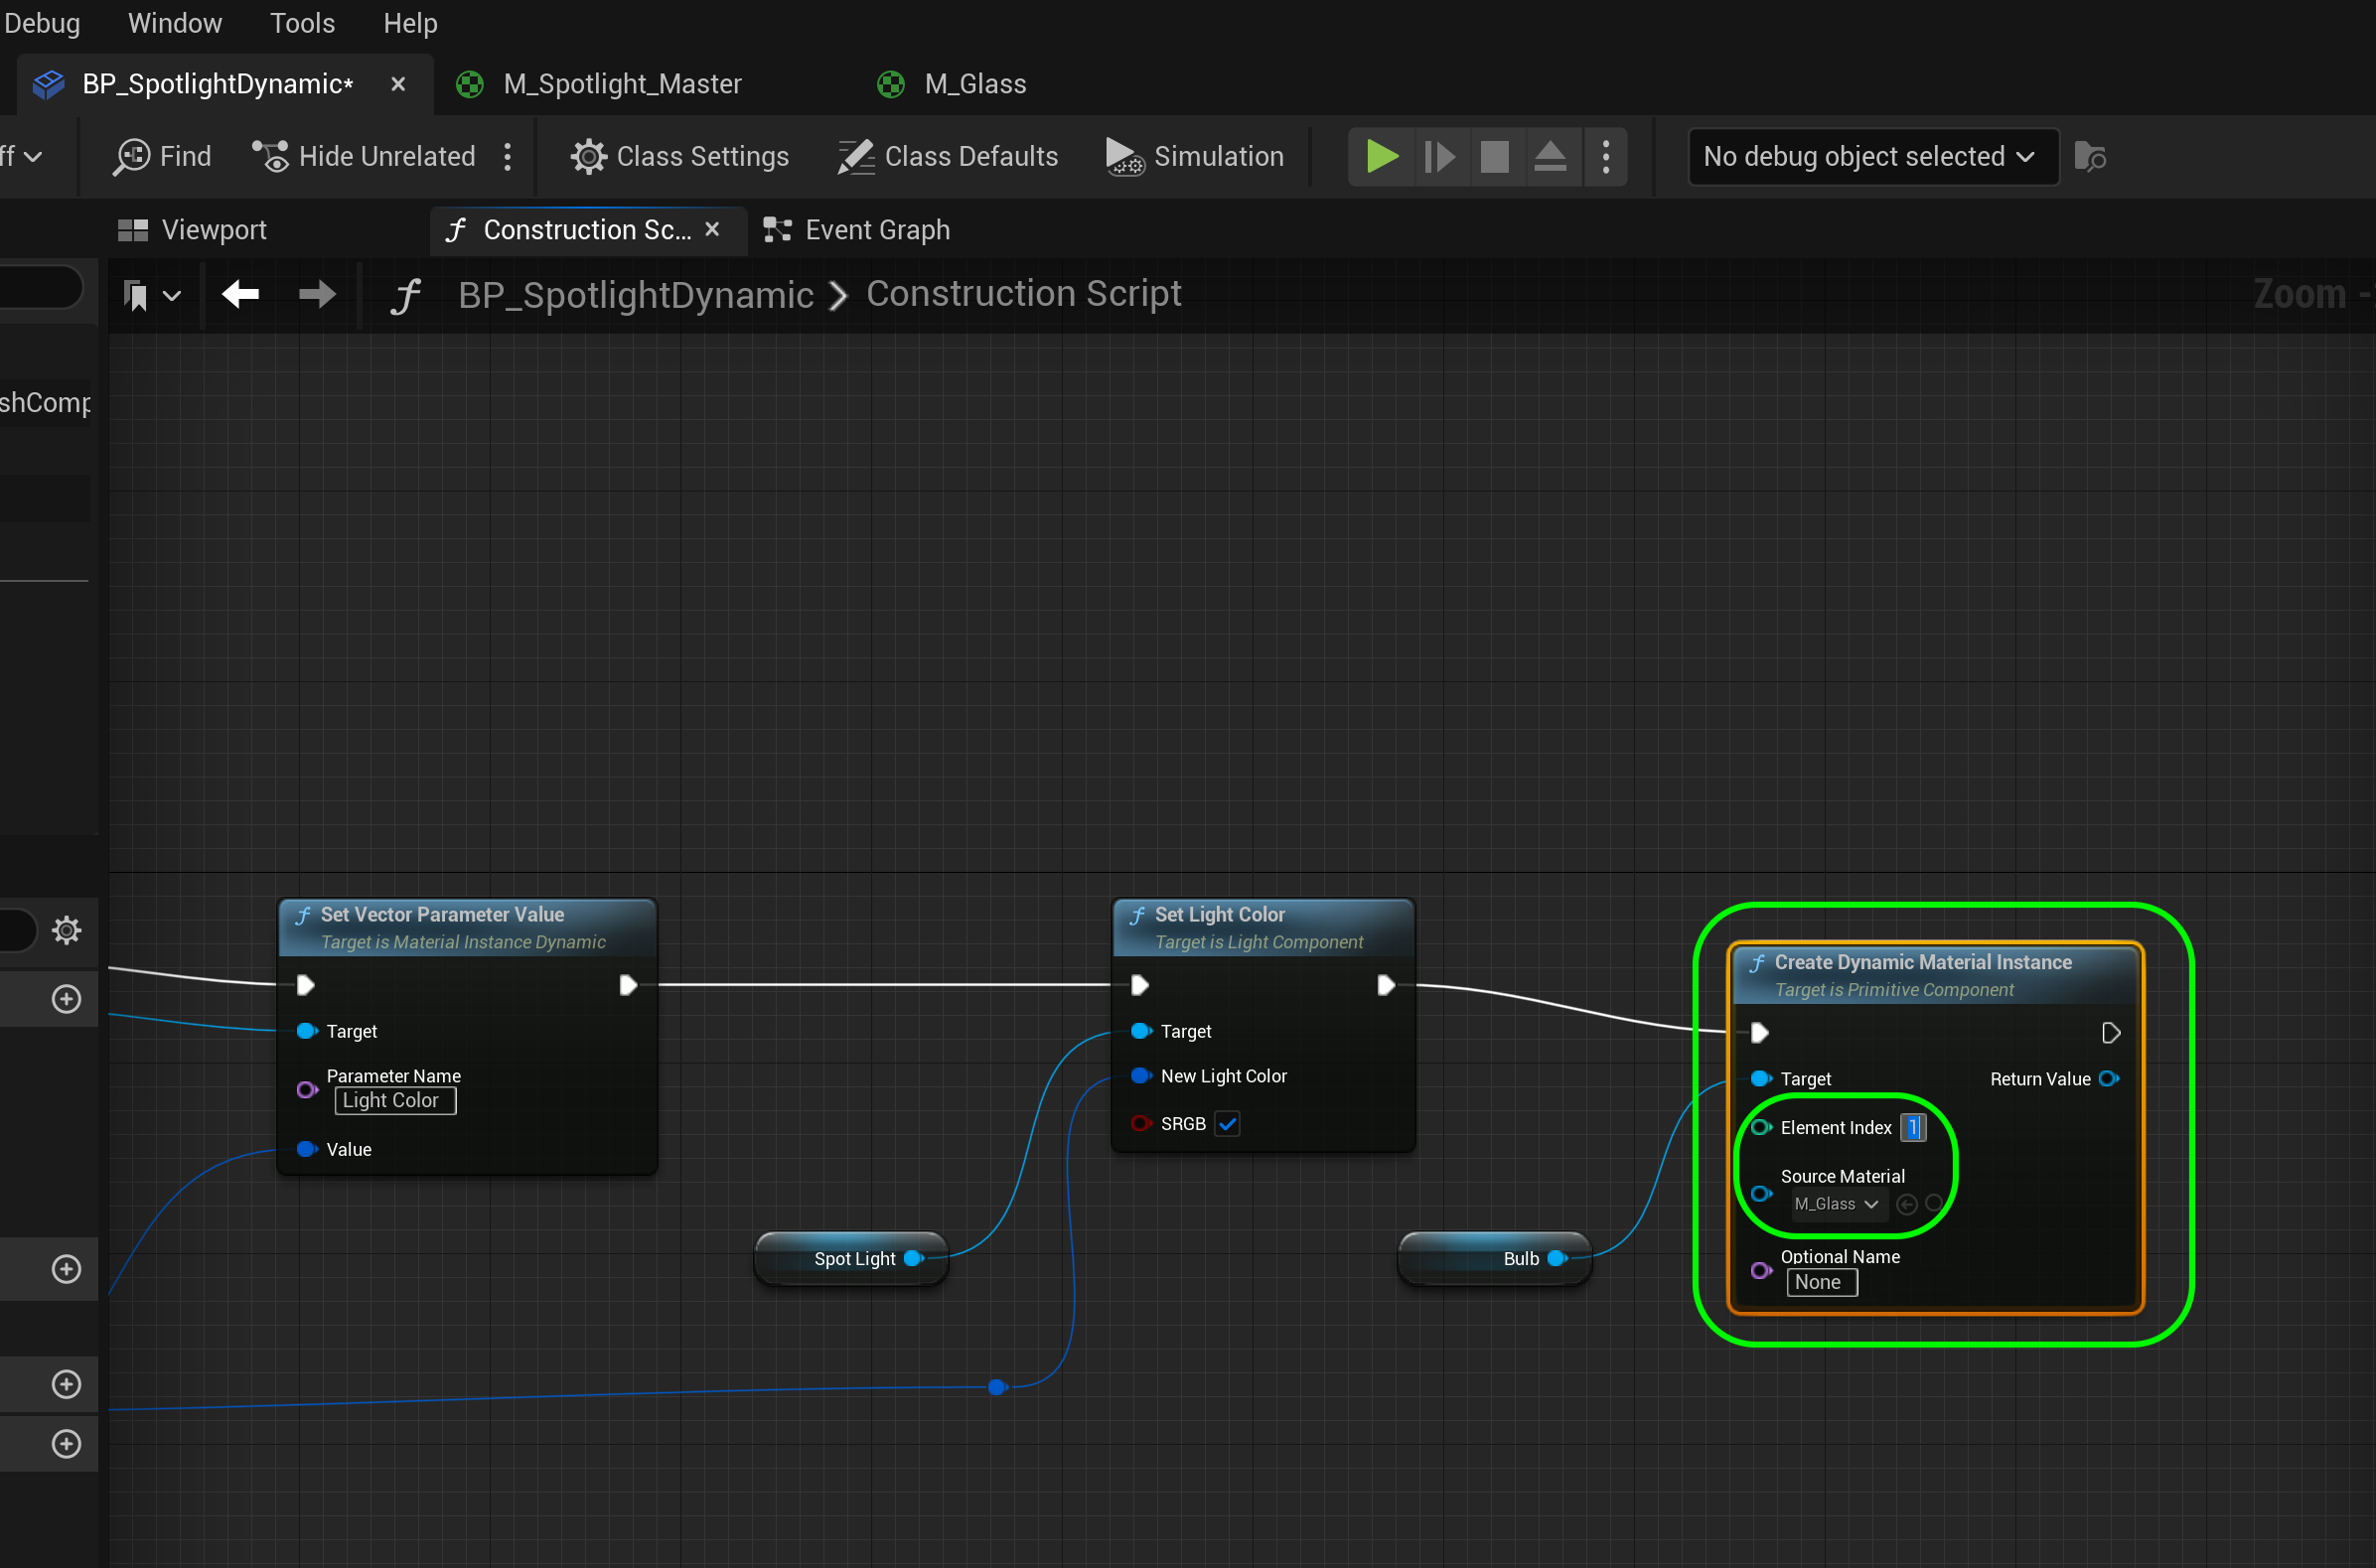 Debug Window Tools Help
BP_SpotlightDynamic* M_Spotlight_Master M_Glass
ff Find Hide Unrelated Class Settings Class Defaults Simulation No debug object selected
Viewport Construction Sc... Event Graph
BP_SpotlightDynamic Construction Script Zoom -
shComp
Set Vector Parameter Value
Target is Material Instance Dynamic
Target
Parameter Name
Light Color
Value
Set Light Color
Target is Light Component
Target
New Light Color
SRGB
Spot Light
Bulb
Create Dynamic Material Instance
Target is Primitive Component
Target Return Value
Element Index 1
Source Material
M_Glass
Optional Name
None